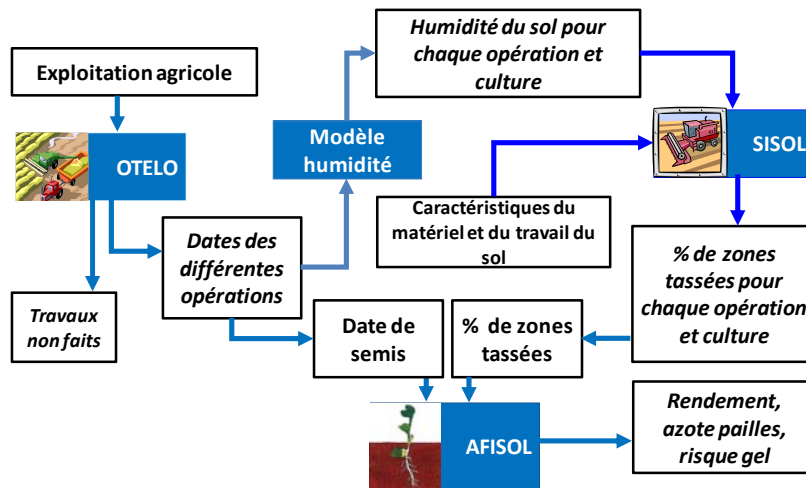 Humidité du sol pour
chaque opération et
culture
Exploitation agricole
Modèle
humidité
OTELO
SISOL
Caractéristiques du
matériel et du travail du
sol
Dates des
différentes
opérations
% de zones
tassées pour
chaque opération
et culture
Travaux
non faits
Date de
semis
% de zones
tassées
AFISOL
Rendement,
azote pailles,
risque gel